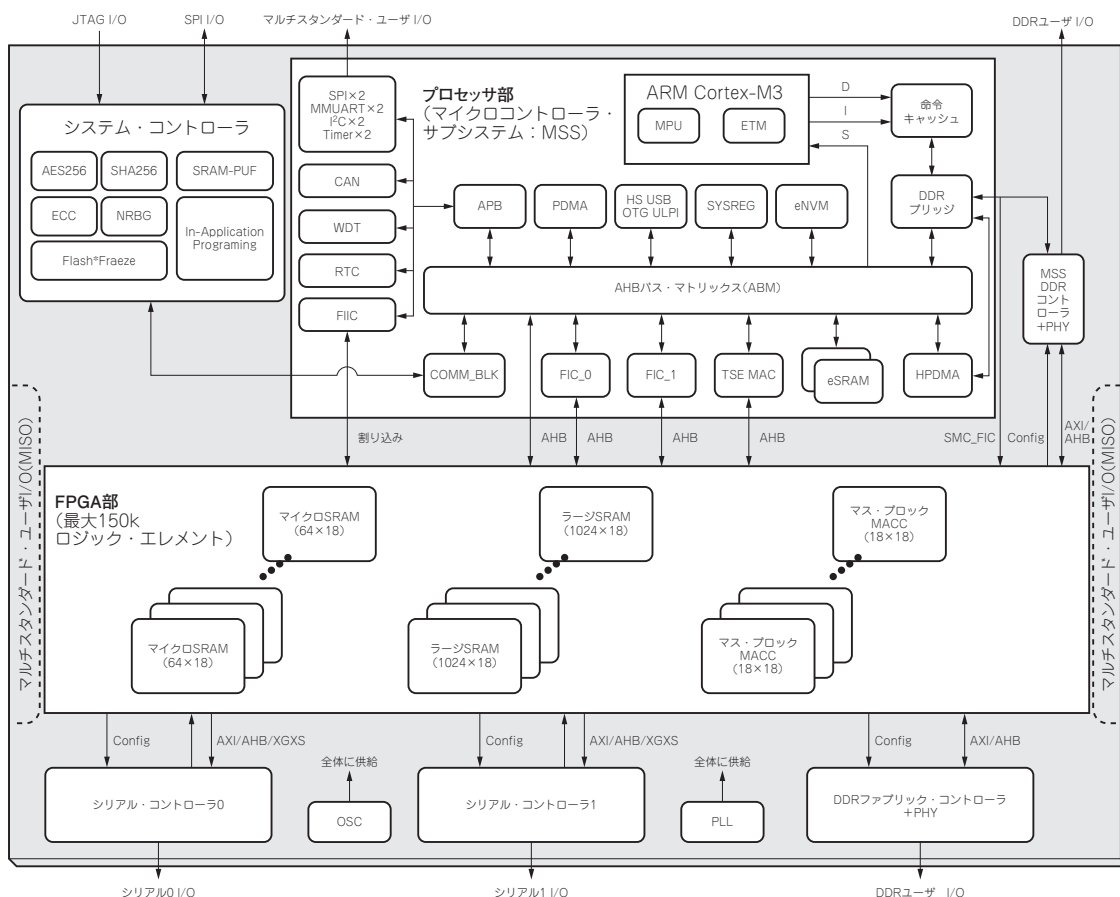 JTAG I/O
SPI I/O
マルチスタンダード・ユーザ I/O
DDRユーザ I/O
システム・コントローラ
AES256
SHA256
SRAM-PUF
ECC
NRBG
In-Application
Programing
Flash*Fraeze
SPI×2
MMUART×2
I²C×2
Timer×2
CAN
WDT
RTC
FIIC
プロセッサ部
(マイクロコントローラ・
サブシステム:MSS)
ARM Cortex-M3
MPU
ETM
D
I
S
命令
キャッシュ
APB
PDMA
HS USB
OTG ULPI
SYSREG
eNVM
DDR
ブリッジ
AHBバス・マトリックス(ABM)
MSS
DDR
コント
ローラ
+PHY
COMM_BLK
FIC_0
FIC_1
TSE MAC
eSRAM
HPDMA
割り込み
AHB
AHB
AHB
AHB
SMC_FIC
Config
AXI/
AHB
マルチスタンダード・ユーザI/O(MISO)
マルチスタンダード・ユーザI/O(MISO)
FPGA部
(最大150k
ロジック・エレメント)
マイクロSRAM
(64×18)
ラージSRAM
(1024×18)
マス・ブロック
MACC
(18×18)
マイクロSRAM
(64×18)
ラージSRAM
(1024×18)
マス・ブロック
MACC
(18×18)
Config
AXI/AHB/XGXS
Config
AXI/AHB/XGXS
Config
AXI/AHB
全体に供給
全体に供給
シリアル・コントローラ0
OSC
シリアル・コントローラ1
PLL
DDRファブリック・コントローラ
+PHY
シリアル0 I/O
シリアル1 I/O
DDRユーザ I/O